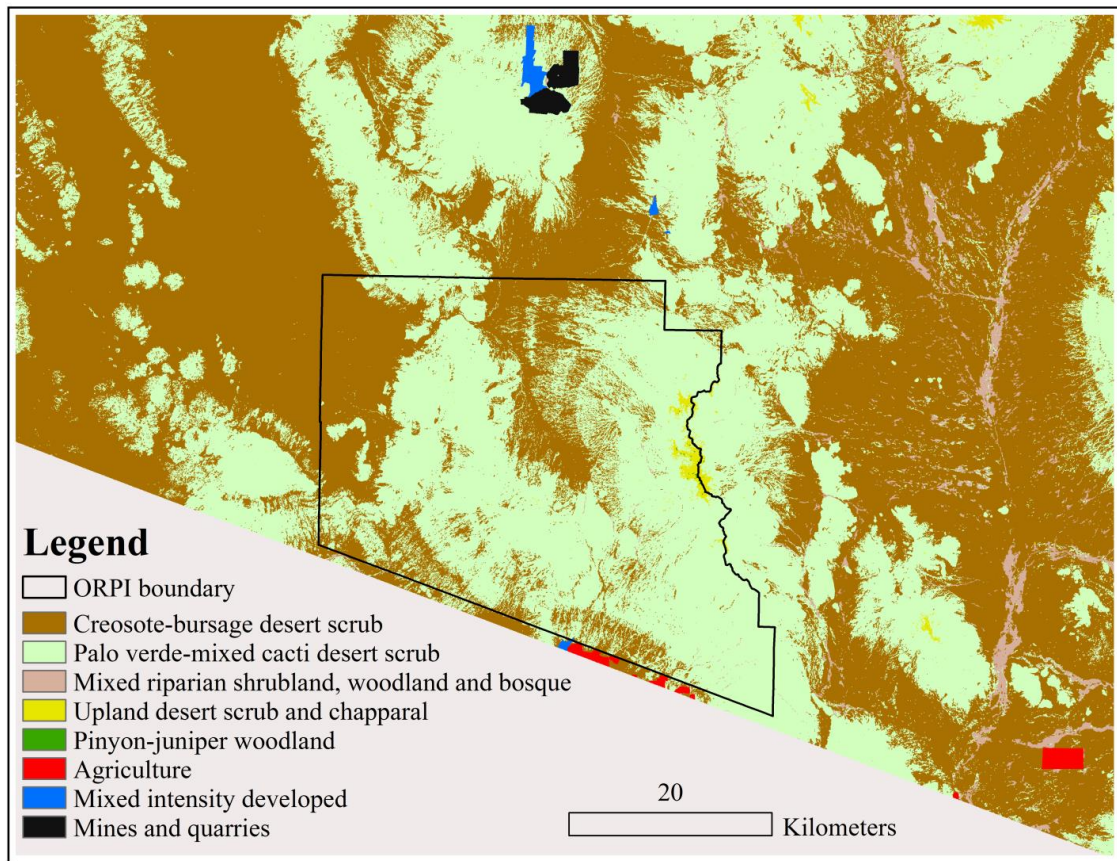 Legend
ORPI boundary
Creosote-bursage desert scrub
Palo verde-mixed cacti desert scrub
Mixed riparian shrubland, woodland and bosque
Upland desert scrub and chapparal
Pinyon-juniper woodland
Agriculture
Mixed intensity developed
Mines and quarries
20
Kilometers